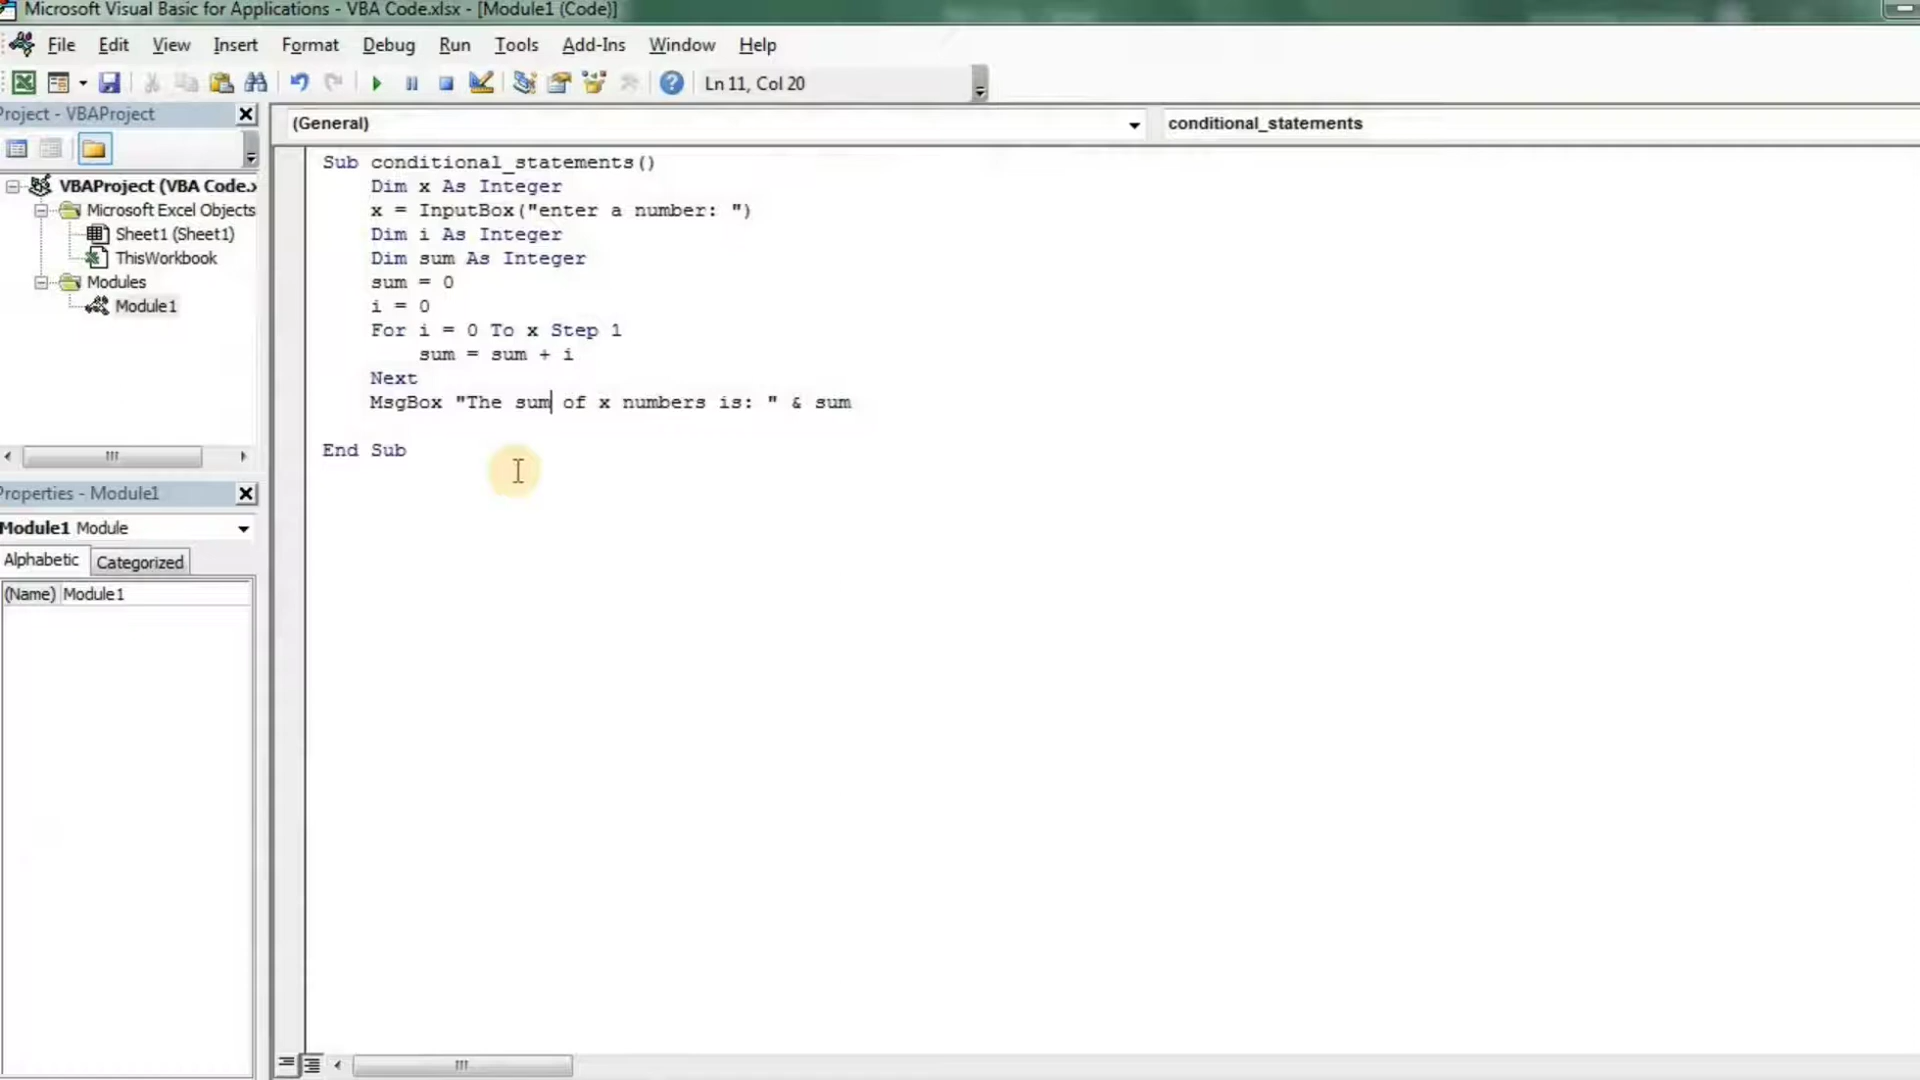 Microsoft Visual Basic for Applications - VBA Code.xlsx - [Module1 (Code)]
File Edit View Insert Format Debug Run Tools Add-Ins Window Help
Ln 11, Col 20
Project - VBAProject
(General)
conditional_statements
VBAProject (VBA Code.x
Microsoft Excel Objects
Sheet1 (Sheet1)
ThisWorkbook
Modules
Module1
Properties - Module1
Module1 Module
Alphabetic Categorized
(Name) Module1
Sub conditional_statements()
Dim x As Integer
x = InputBox("enter a number: ")
Dim i As Integer
Dim sum As Integer
sum = 0
i = 0
For i = 0 To x Step 1
sum = sum + i
Next
MsgBox "The sum of x numbers is: " & sum
End Sub